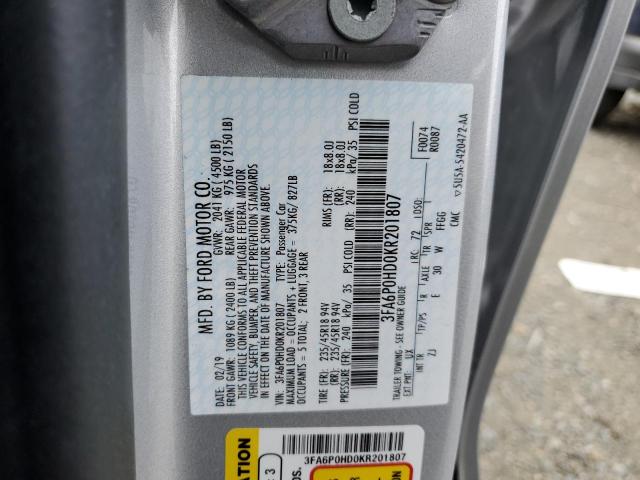 MFD. BY FORD MOTOR CO.
DATE: 02/19 GVWR: 2041 KG (4500 LB)
FRONT GAWR: 1089 KG (2400 LB) REAR GAWR: 975 KG (2150 LB)
THIS VEHICLE CONFORMS TO ALL APPLICABLE FEDERAL MOTOR
VEHICLE SAFETY, BUMPER, AND THEFT PREVENTION STANDARDS
IN EFFECT ON THE DATE OF MANUFACTURE SHOWN ABOVE.
VIN: 3FA6P0HD0KR201807 TYPE: Passenger Car
MAXIMUM LOAD = OCCUPANTS + LUGGAGE = 375KG/ 827LB
OCCUPANTS = 5 TOTAL: 2 FRONT, 3 REAR
TIRE (FR): 235/45R18 94V RIMS (FR): 18x8.0J
(RR): 235/45R18 94V (RR): 18x8.0J
PRESSURE (FR): 240 kPa/ 35 PSI COLD (RR): 240 kPa/ 35 PSI COLD
3FA6P0HD0KR201807
F0074
R0087
TRAILER TOWING - SEE OWNER GUIDE
EXT PNT: UX RC: 72 DSO:
INT TR TP/PS R AXLE TR SPR
ZJ E 30 W FFGG
CMC
SU5A-5420472-AA
3FA6P0HD0KR201807
3